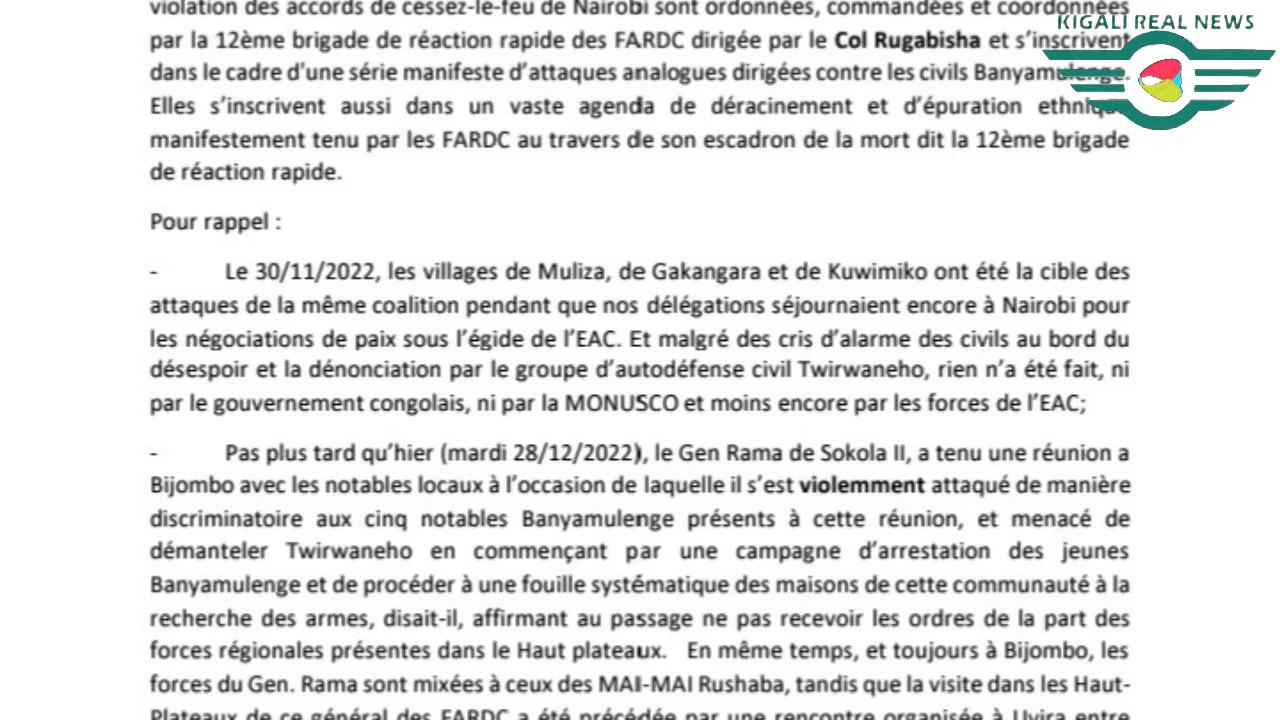 violation des accords de cessez-le-feu de Nairobi sont ordonnées, commandées et coordonnées
KIGALI REAL NEWS
par la 12ème brigade de réaction rapide des FARDC dirigée par le Col Rugabisha et s'inscrivent
dans le cadre d'une série manifeste d'attaques analogues dirigées contre les civils Banyamulenge.
Elles s'inscrivent aussi dans un vaste agenda de déracinement et d'épuration ethnique
manifestement tenu par les FARDC au travers de son escadron de la mort dit la 12ème brigade
de réaction rapide.
Pour rappel :
- Le 30/11/2022, les villages de Muliza, de Gakangara et de Kuwimiko ont été la cible des
attaques de la même coalition pendant que nos délégations séjournaient encore à Nairobi pour
les négociations de paix sous l'égide de l'EAC. Et malgré des cris d'alarme des civils au bord du
désespoir et la dénonciation par le groupe d'autodéfense civil Twirwaneho, rien n'a été fait, ni
par le gouvernement congolais, ni par la MONUSCO et moins encore par les forces de l'EAC;
- Pas plus tard qu'hier (mardi 28/12/2022), le Gen Rama de Sokola II, a tenu une réunion a
Bijombo avec les notables locaux à l'occasion de laquelle il s'est violemment attaqué de manière
discriminatoire aux cinq notables Banyamulenge présents à cette réunion, et menacé de
démanteler Twirwaneho en commençant par une campagne d'arrestation des jeunes
Banyamulenge et de procéder à une fouille systématique des maisons de cette communauté à la
recherche des armes, disait-il, affirmant au passage ne pas recevoir les ordres de la part des
forces régionales présentes dans le Haut plateaux. En même temps, et toujours à Bijombo, les
forces du Gen. Rama sont mixées à ceux des MAI-MAI Rushaba, tandis que la visite dans les Haut-
Plateaux de ce général des FARDC a été précédée par une rencontre organisée à Uvira entre